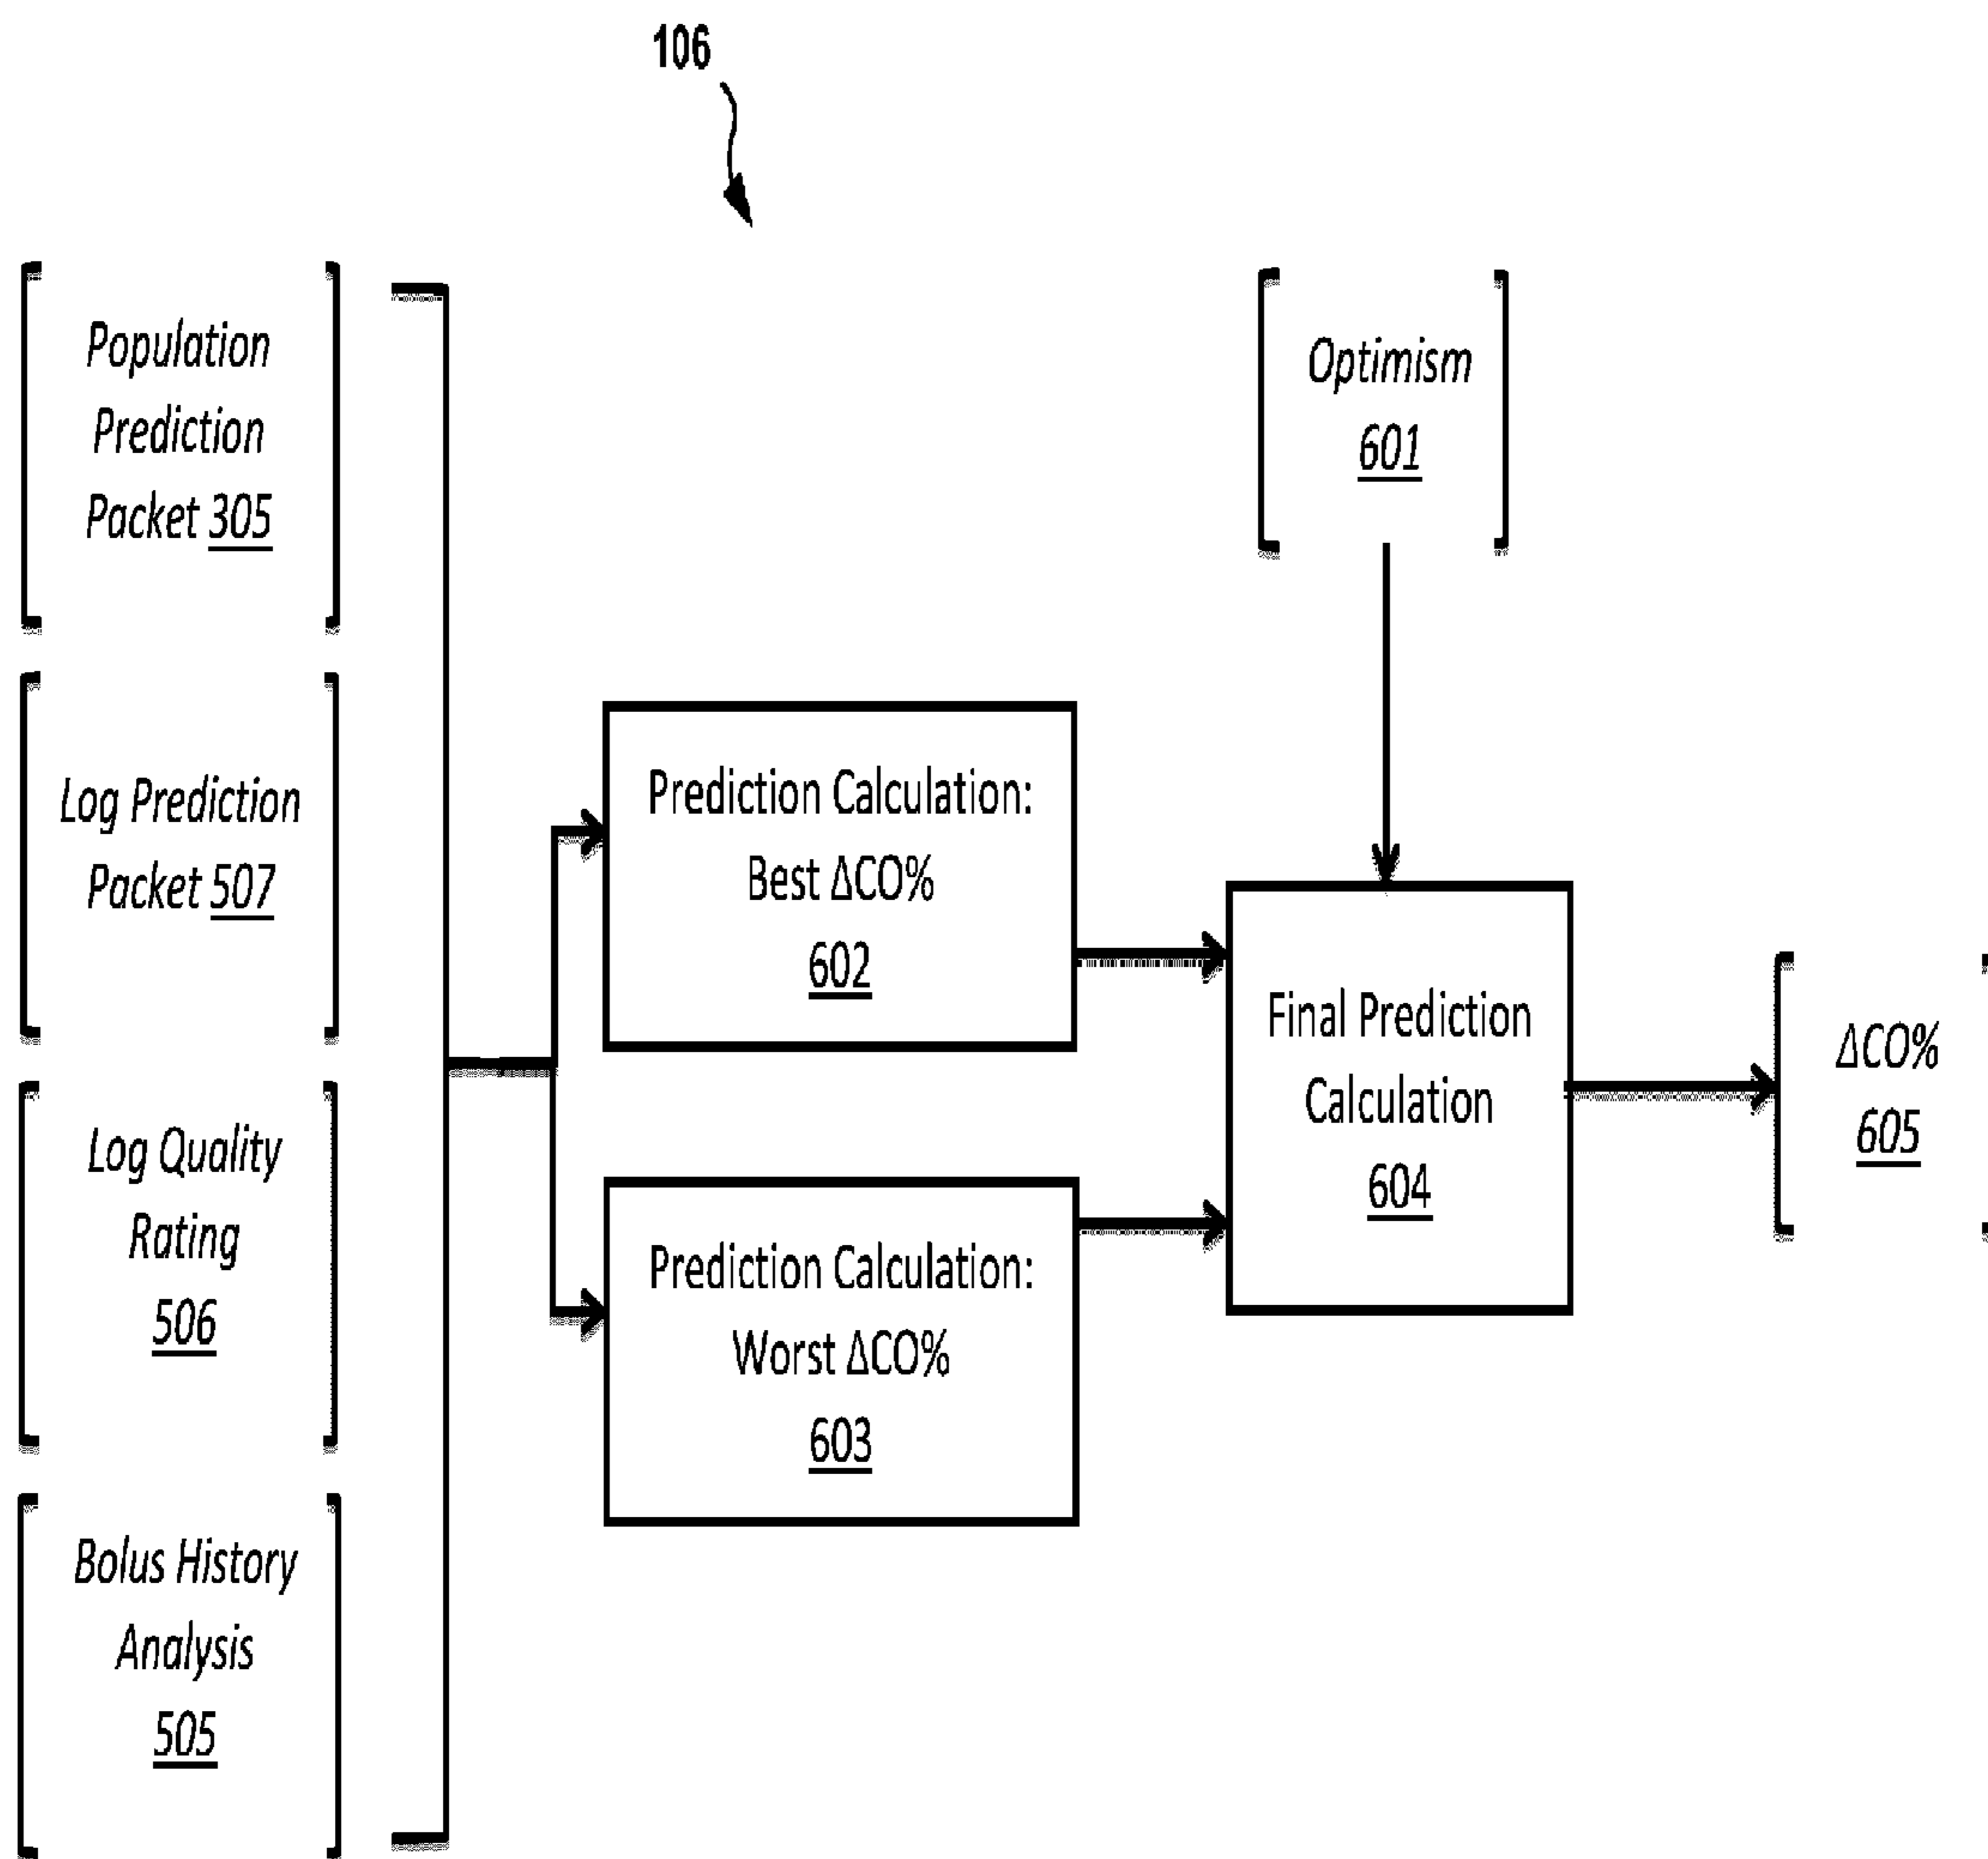 106
Population
Prediction
Packet 305
Log Prediction
Packet 507
Log Quality
Rating
506
Bolus History
Analysis
505
Prediction Calculation:
Best ΔCO%
602
Prediction Calculation:
Worst ΔCO%
603
Optimism
601
Final Prediction
Calculation
604
ΔCO%
605